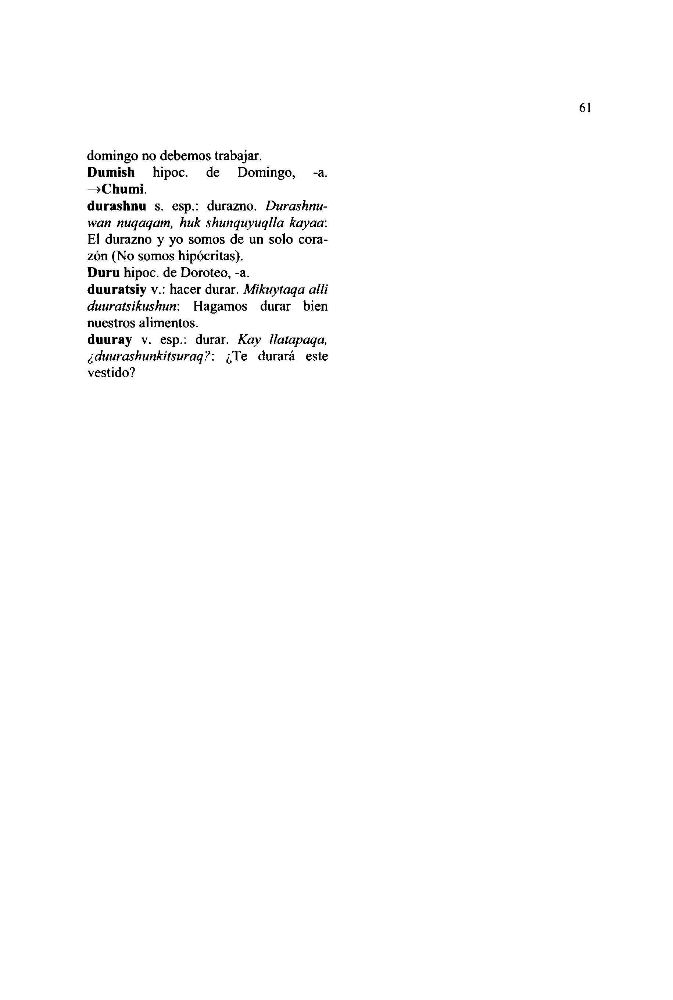 61
domingo no debemos trabajar.
Dumish hipoc. de Domingo, -a.
→Chumi.
durashnu s. esp.: durazno. Durashnu-
wan nuqaqam, huk shunquyuqlla kayaa:
El durazno y yo somos de un solo cora-
zón (No somos hipócritas).
Duru hipoc. de Doroteo, -a.
duuratsiy v.: hacer durar. Mikuytaqa alli
duuratsikushun: Hagamos durar bien
nuestros alimentos.
duuray v. esp.: durar. Kay llatapaqa,
¿duurashunkitsuraq?: ¿Te durará este
vestido?